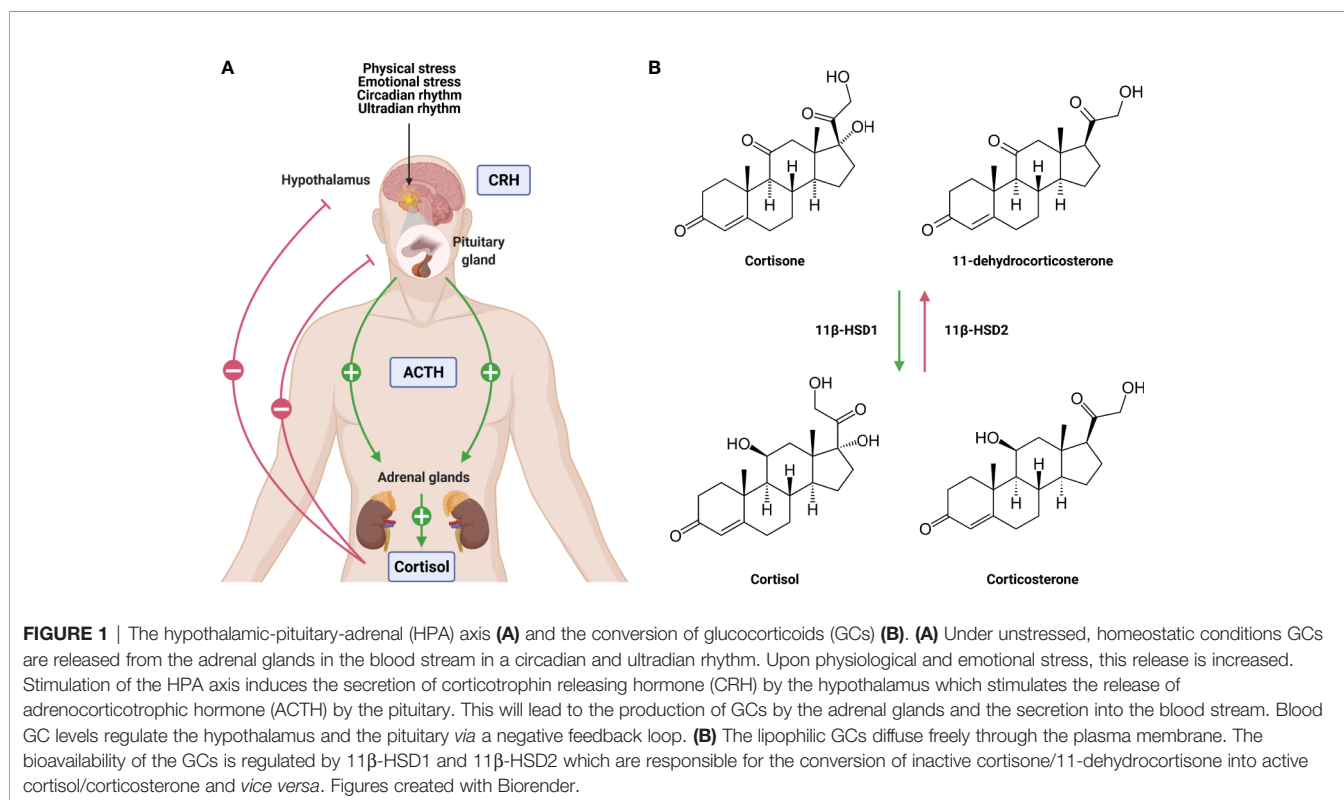 A
Physical stress
Emotional stress
Circadian rhythm
Ultradian rhythm
Hypothalamus
CRH
Pituitary
gland
ACTH
Adrenal glands
Cortisol
B
HO
O
OH
O
H
H
H
O
Cortisone
OH
O
O
H
H
H
O
11-dehydrocorticosterone
11β-HSD1
11β-HSD2
OH
O
HO
OH
H
H
H
O
Cortisol
OH
O
HO
H
H
H
O
Corticosterone
FIGURE 1 | The hypothalamic-pituitary-adrenal (HPA) axis (A) and the conversion of glucocorticoids (GCs) (B). (A) Under unstressed, homeostatic conditions GCs
are released from the adrenal glands in the blood stream in a circadian and ultradian rhythm. Upon physiological and emotional stress, this release is increased.
Stimulation of the HPA axis induces the secretion of corticotrophin releasing hormone (CRH) by the hypothalamus which stimulates the release of
adrenocorticotrophic hormone (ACTH) by the pituitary. This will lead to the production of GCs by the adrenal glands and the secretion into the blood stream. Blood
GC levels regulate the hypothalamus and the pituitary via a negative feedback loop. (B) The lipophilic GCs diffuse freely through the plasma membrane. The
bioavailability of the GCs is regulated by 11β-HSD1 and 11β-HSD2 which are responsible for the conversion of inactive cortisone/11-dehydrocortisone into active
cortisol/corticosterone and vice versa. Figures created with Biorender.